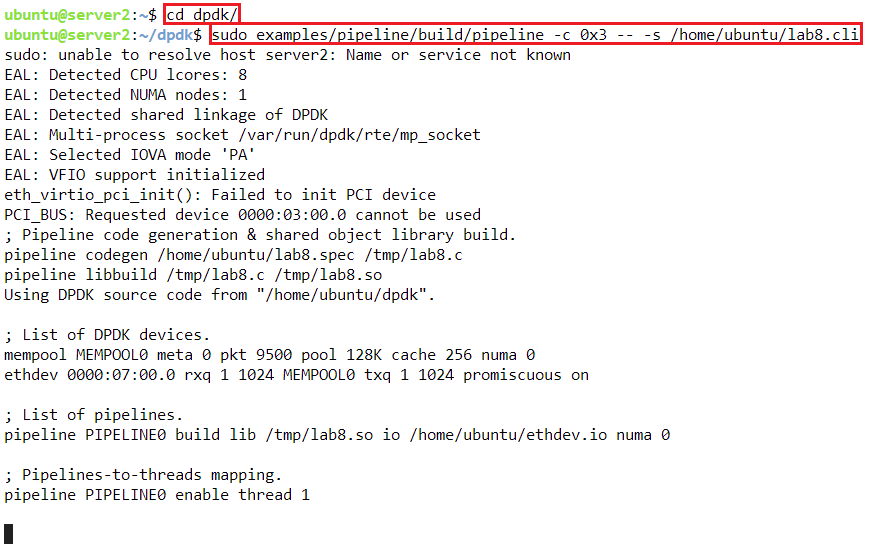 ubuntu@server2:~$ cd dpdk/
ubuntu@server2:~/dpdk$ sudo examples/pipeline/build/pipeline -c 0x3 -- -s /home/ubuntu/lab8.cli
sudo: unable to resolve host server2: Name or service not known
EAL: Detected CPU lcores: 8
EAL: Detected NUMA nodes: 1
EAL: Detected shared linkage of DPDK
EAL: Multi-process socket /var/run/dpdk/rte/mp_socket
EAL: Selected IOVA mode 'PA'
EAL: VFIO support initialized
eth_virtio_pci_init(): Failed to init PCI device
PCI_BUS: Requested device 0000:03:00.0 cannot be used
; Pipeline code generation & shared object library build.
pipeline codegen /home/ubuntu/lab8.spec /tmp/lab8.c
pipeline libbuild /tmp/lab8.c /tmp/lab8.so
Using DPDK source code from "/home/ubuntu/dpdk".
; List of DPDK devices.
mempool MEMPOOL0 meta 0 pkt 9500 pool 128K cache 256 numa 0
ethdev 0000:07:00.0 rxq 1 1024 MEMPOOL0 txq 1 1024 promiscuous on
; List of pipelines.
pipeline PIPELINE0 build lib /tmp/lab8.so io /home/ubuntu/ethdev.io numa 0
; Pipelines-to-threads mapping.
pipeline PIPELINE0 enable thread 1